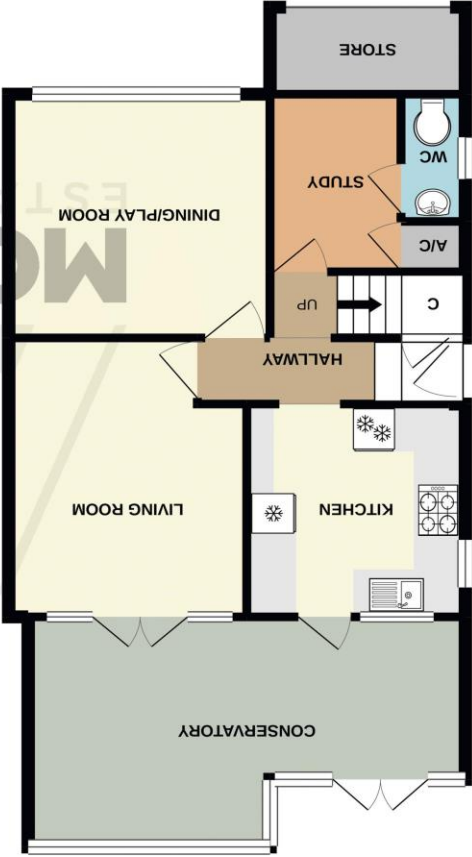 CONSERVATORY
KITCHEN
LIVING ROOM
HALLWAY
C
UP
A/C
STUDY
DINING/PLAY ROOM
WC
STORE